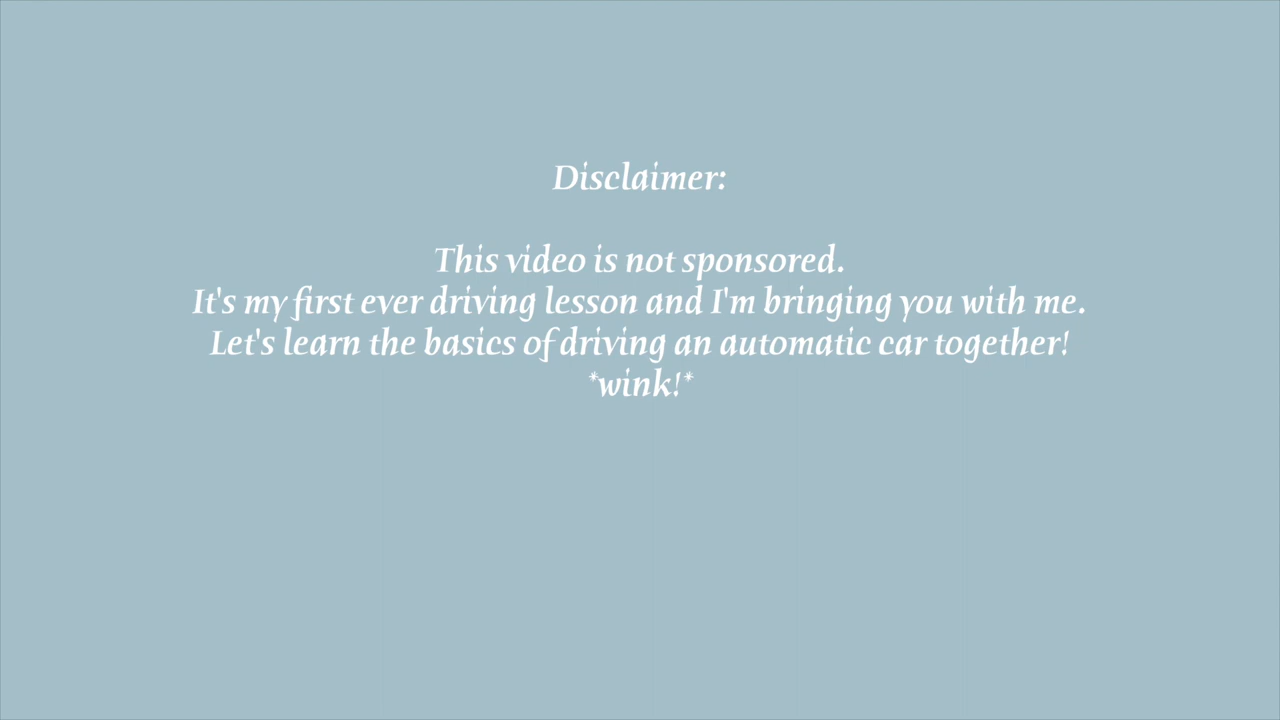 Disclaimer:
This video is not sponsored.
It's my first ever driving lesson and I'm bringing you with me.
Let's learn the basics of driving an automatic car together!
*wink!*